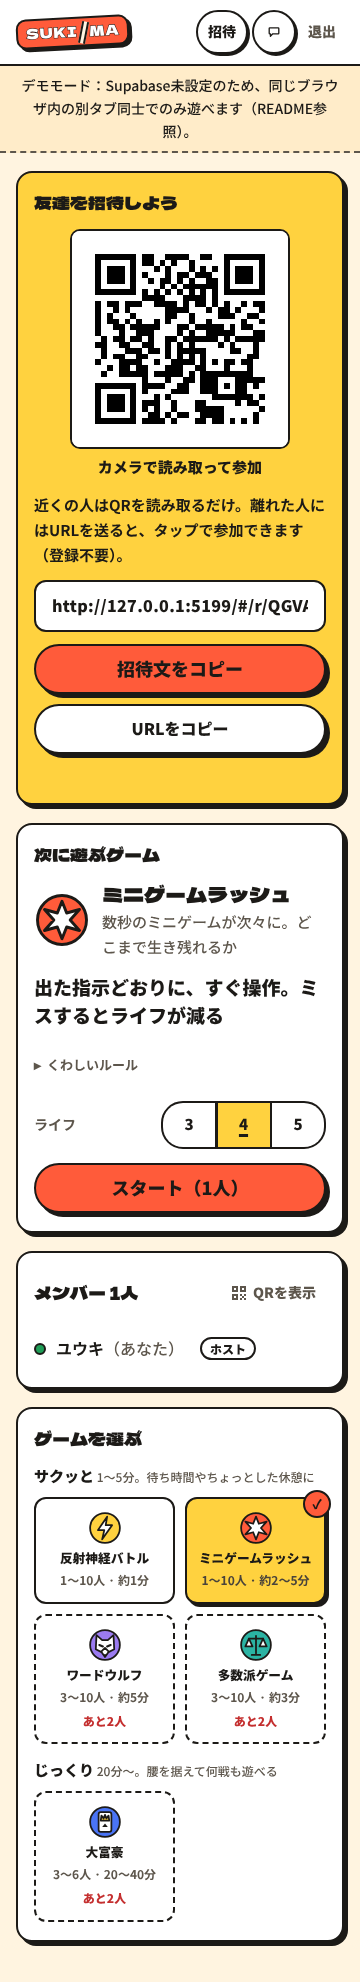 SUKI/MA
招待
退出
デモモード：Supabase未設定のため、同じブラウ
ザ内の別タブ同士でのみ遊べます（README参
照）。
友達を招待しよう
カメラで読み取って参加
近くの人はQRを読み取るだけ。離れた人に
はURLを送ると、タップで参加できます
（登録不要）。
http://127.0.0.1:5199/#/r/QGVA
招待文をコピー
URLをコピー
次に遊ぶゲーム
ミニゲームラッシュ
数秒のミニゲームが次々に。ど
こまで生き残れるか
出た指示どおりに、すぐ操作。ミ
スするとライフが減る
▸ くわしいルール
ライフ
3
4
5
スタート（1人）
メンバー 1人
QRを表示
ユウキ（あなた）
ホスト
ゲームを選ぶ
サクッと 1〜5分。待ち時間やちょっとした休憩に
反射神経バトル
1〜10人・約1分
ミニゲームラッシュ
1〜10人・約2〜5分
ワードウルフ
3〜10人・約5分
あと2人
多数派ゲーム
3〜10人・約3分
あと2人
じっくり 20分〜。腰を据えて何戦も遊べる
大富豪
3〜6人・20〜40分
あと2人